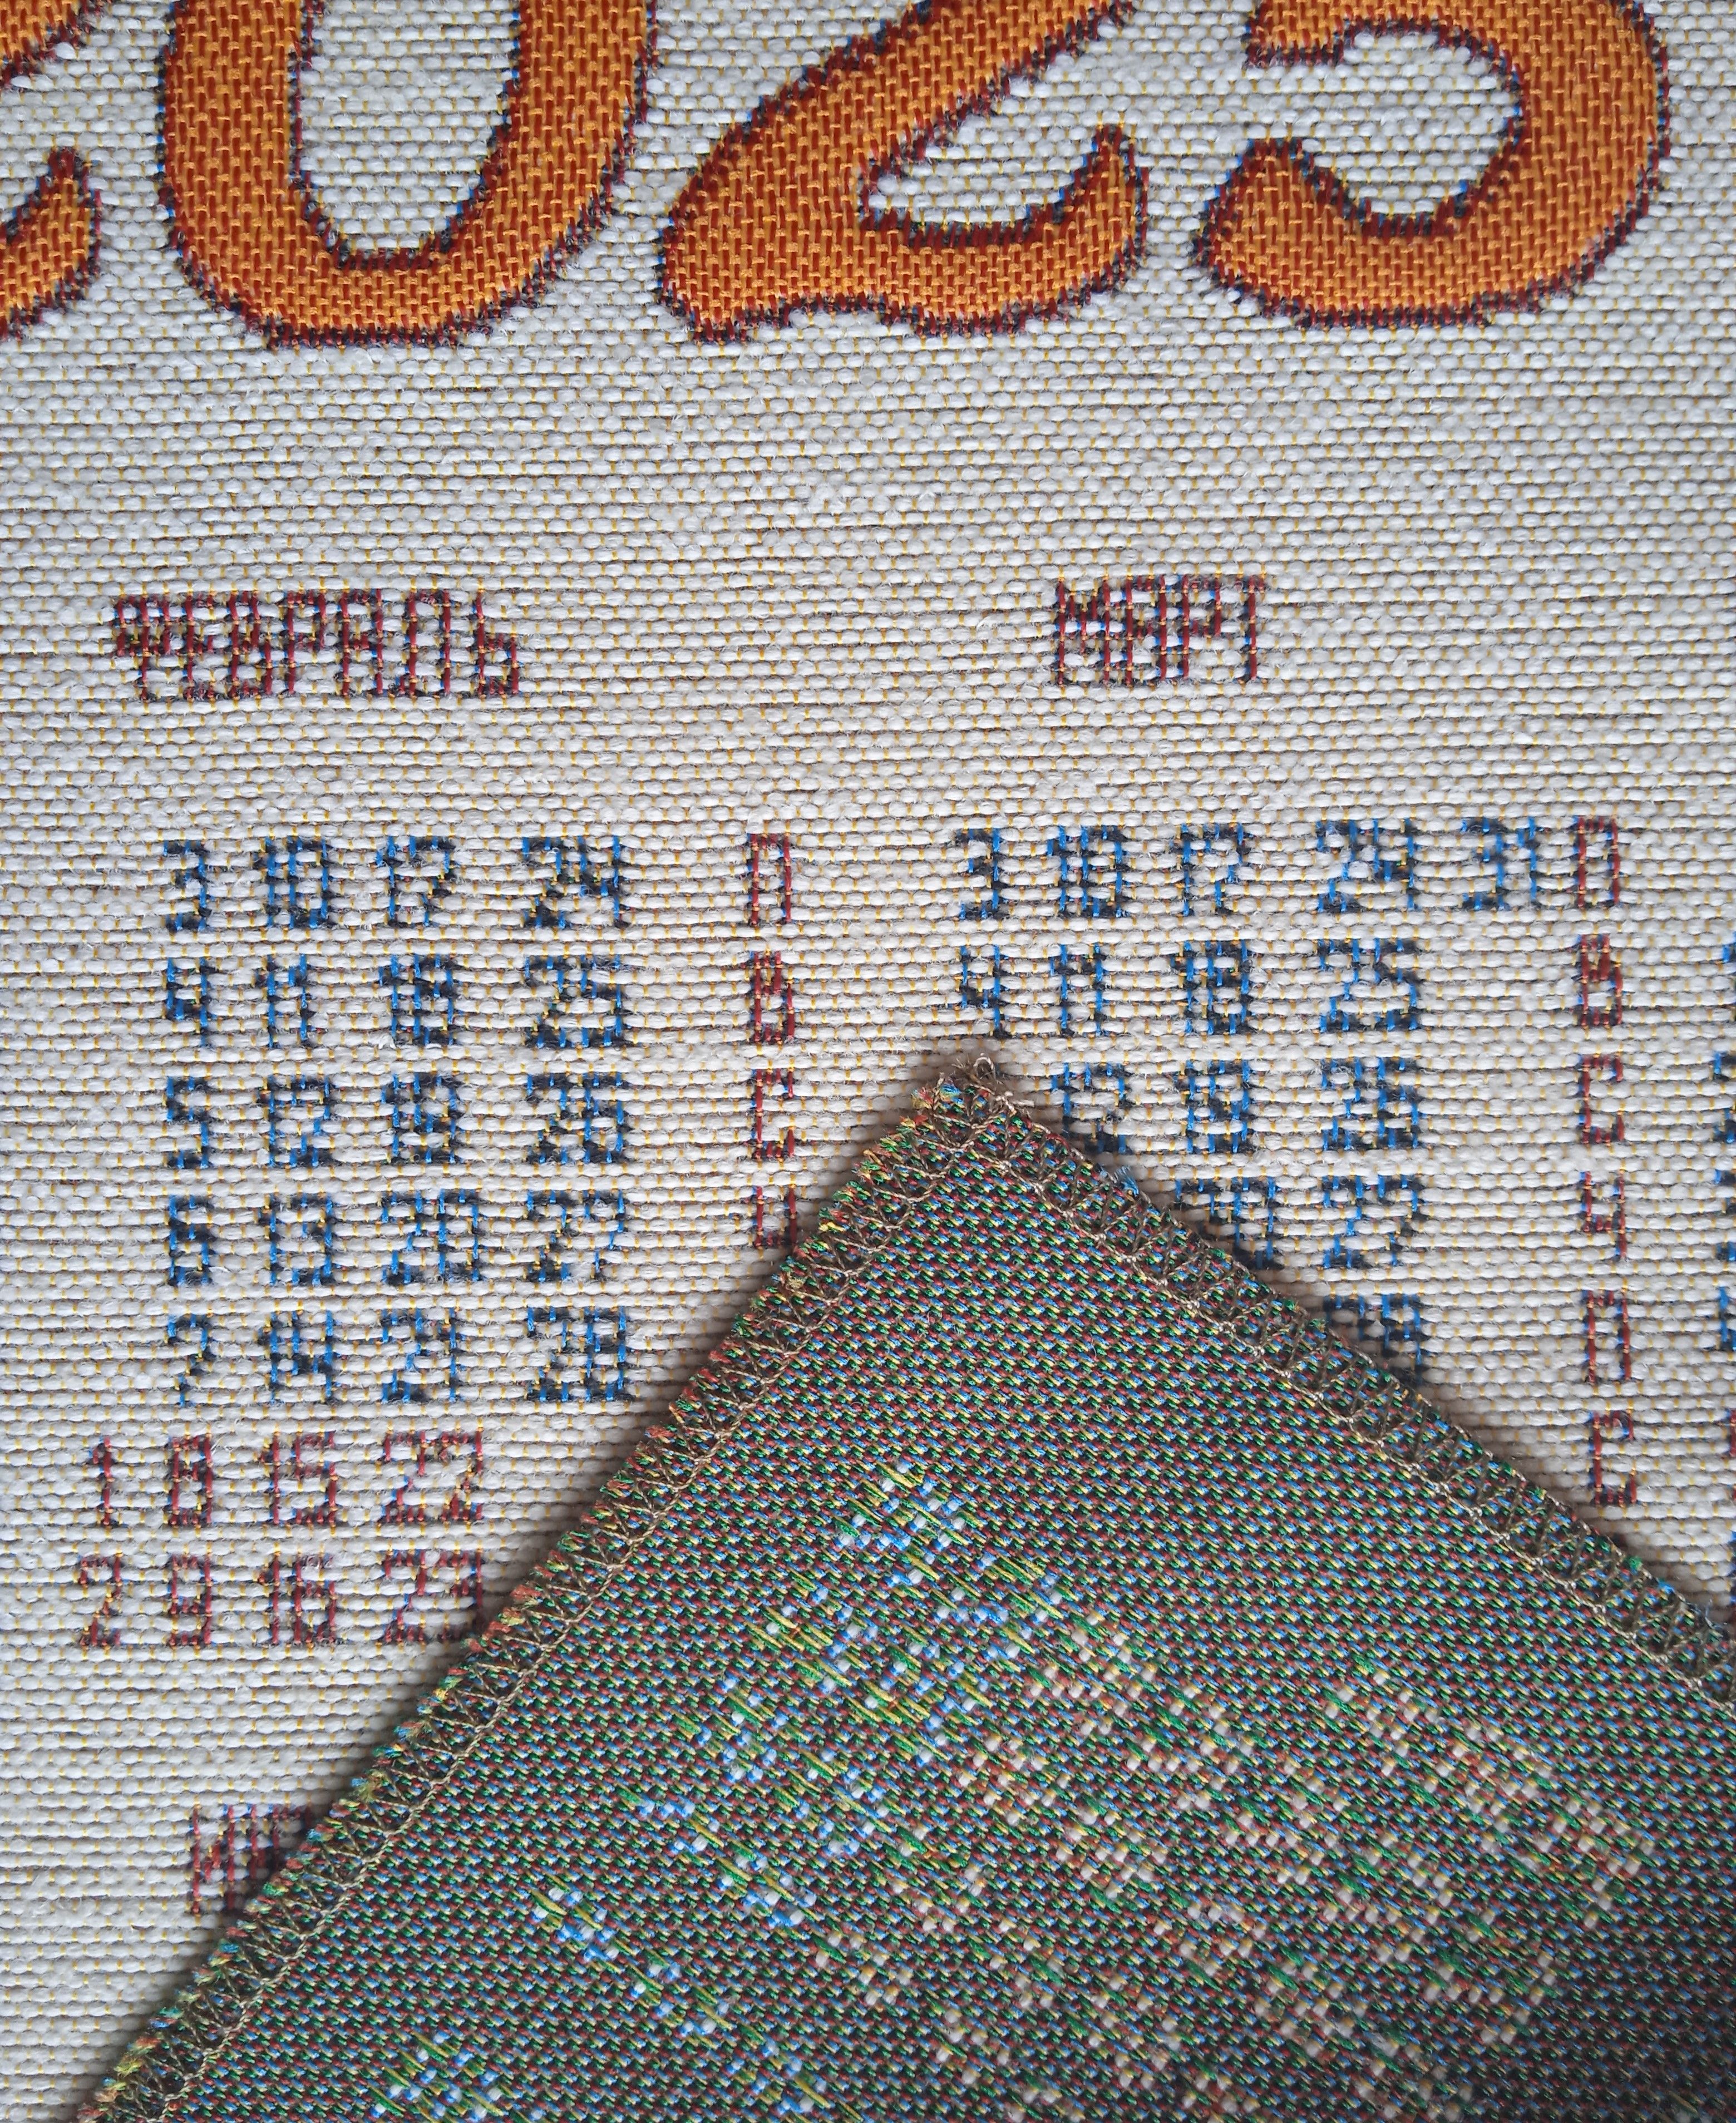 2025
ФЕВРАЛЬ МАРТ
3 10 17 24 П 3 10 17 24 31 П
4 11 18 25 В 4 11 18 25 В
5 12 19 26 С 12 19 26 С
6 13 20 27 Ч 20 27 Ч
7 14 21 28 28 П
1 8 15 22 С
2 9 16 23